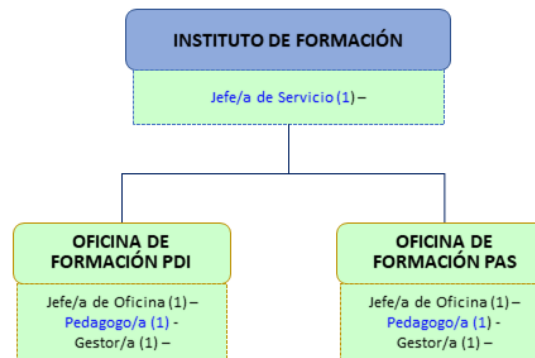 INSTITUTO DE FORMACIÓN
Jefe/a de Servicio (1) –
OFICINA DE
FORMACIÓN PDI
Jefe/a de Oficina (1) –
Pedagogo/a (1) -
Gestor/a (1) –
OFICINA DE
FORMACIÓN PAS
Jefe/a de Oficina (1) –
Pedagogo/a (1) -
Gestor/a (1) –